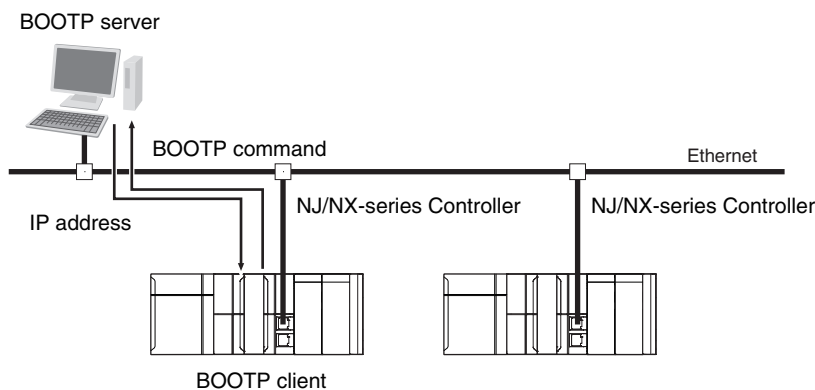 BOOTP server
BOOTP command
Ethernet
IP address
NJ/NX-series Controller
NJ/NX-series Controller
BOOTP client